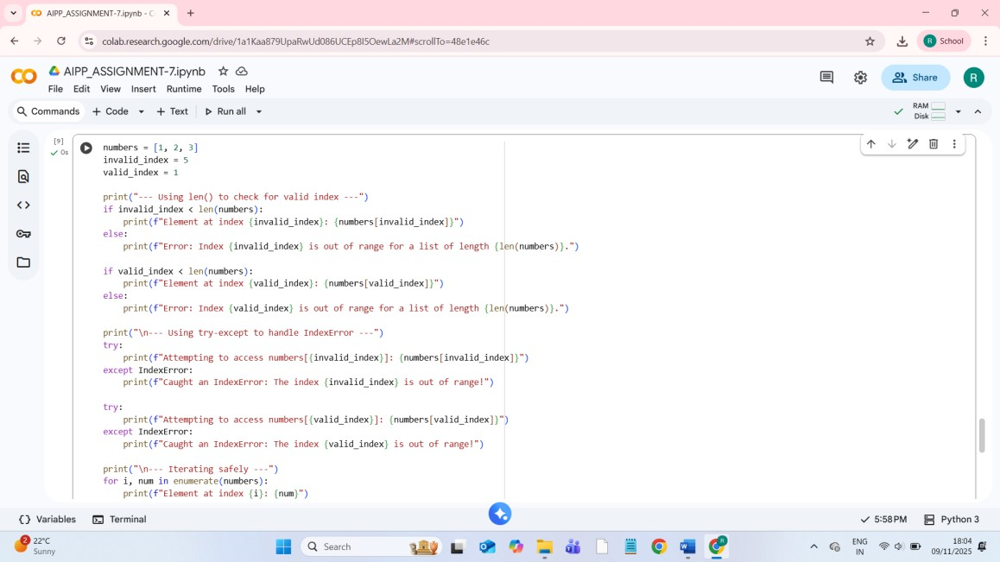 AIPP_ASSIGNMENT-7.ipynb - C
colab.research.google.com/drive/1a1Kaa879UpaRwUd086UCEp8I5OewLa2M#scrollTo=48e1e46c
R School
AIPP_ASSIGNMENT-7.ipynb
File Edit View Insert Runtime Tools Help
Share
R
Commands + Code + Text Run all
RAM
Disk
[9]
0s
numbers = [1, 2, 3]
invalid_index = 5
valid_index = 1
print("--- Using len() to check for valid index ---")
if invalid_index < len(numbers):
    print(f"Element at index {invalid_index}: {numbers[invalid_index]}")
else:
    print(f"Error: Index {invalid_index} is out of range for a list of length {len(numbers)}.")
if valid_index < len(numbers):
    print(f"Element at index {valid_index}: {numbers[valid_index]}")
else:
    print(f"Error: Index {valid_index} is out of range for a list of length {len(numbers)}.")
print("\n--- Using try-except to handle IndexError ---")
try:
    print(f"Attempting to access numbers[{invalid_index}]: {numbers[invalid_index]}")
except IndexError:
    print(f"Caught an IndexError: The index {invalid_index} is out of range!")
try:
    print(f"Attempting to access numbers[{valid_index}]: {numbers[valid_index]}")
except IndexError:
    print(f"Caught an IndexError: The index {valid_index} is out of range!")
print("\n--- Iterating safely ---")
for i, num in enumerate(numbers):
    print(f"Element at index {i}: {num}")
{} Variables Terminal
5:58 PM Python 3
2
22°C
Sunny
Search
ENG
IN
18:04
09/11/2025